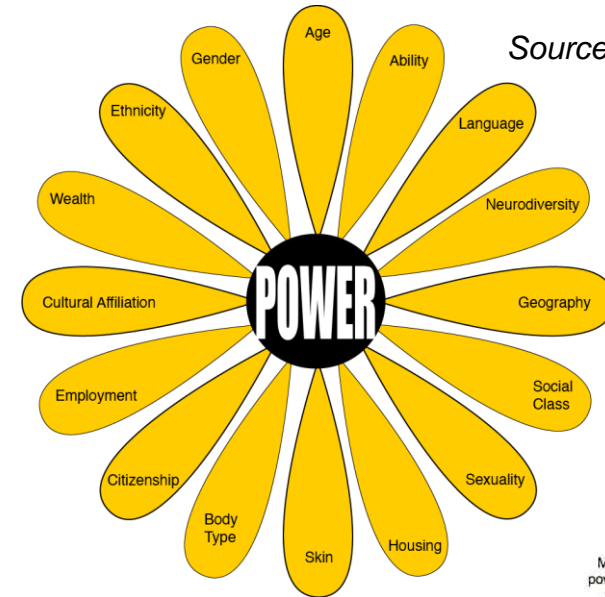 Source
Age
Gender
Ability
Ethnicity
Language
Wealth
Neurodiversity
POWER
Cultural Affiliation
Geography
Employment
Social
Class
Citizenship
Sexuality
Body
Type
Housing
Skin